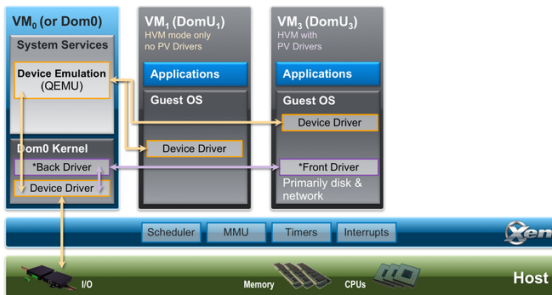 VM0 (or Dom0)
System Services
Device Emulation
(QEMU)
Dom0 Kernel
*Back Driver
Device Driver
VM1 (DomU1)
HVM mode only
no PV Drivers
Applications
Guest OS
Device Driver
VM3 (DomU3)
HVM with
PV Drivers
Applications
Guest OS
Device Driver
*Front Driver
Primarily disk &
network
Scheduler
MMU
Timers
Interrupts
Xen
I/O
Memory
CPUs
Host